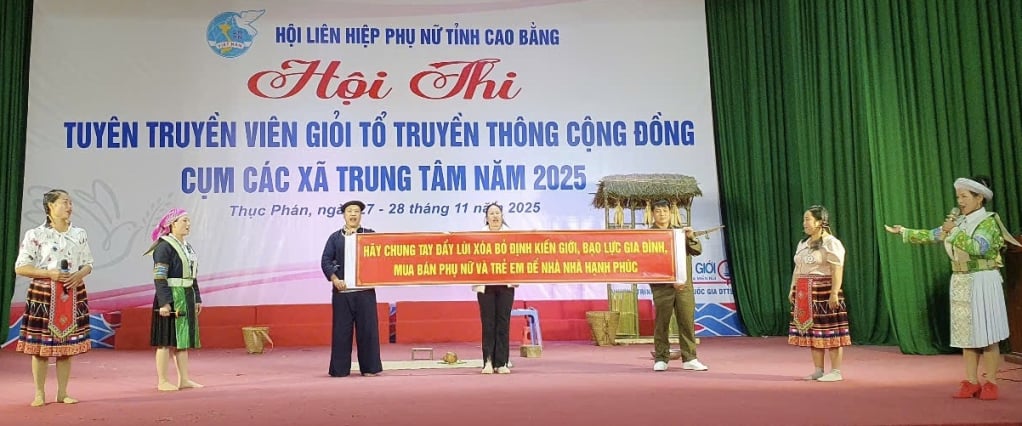 HỘI LIÊN HIỆP PHỤ NỮ TỈNH CAO BẰNG
Hội Thi
TUYÊN TRUYỀN VIÊN GIỎI TỔ TRUYỀN THÔNG CỘNG ĐỒNG
CỤM CÁC XÃ TRUNG TÂM NĂM 2025
Thục Phán, ngày 27 - 28 tháng 11 năm 2025
HÃY CHUNG TAY ĐẨY LÙI XÓA BỎ ĐỊNH KIẾN GIỚI, BẠO LỰC GIA ĐÌNH,
MUA BÁN PHỤ NỮ VÀ TRẺ EM ĐỂ NHÀ NHÀ HẠNH PHÚC
GIỚI